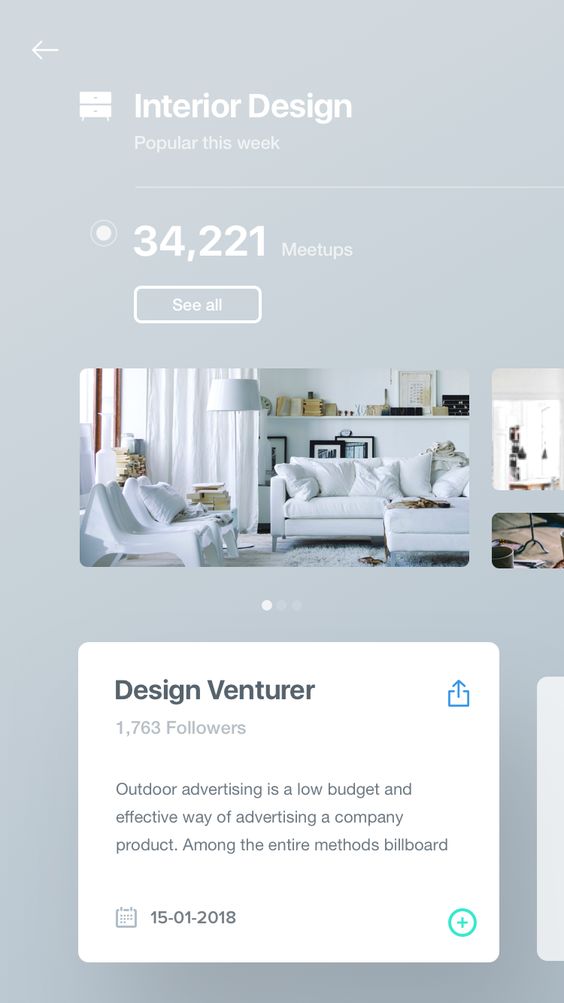 Interior Design
Popular this week
34,221 Meetups
See all
Design Venturer
1,763 Followers
Outdoor advertising is a low budget and
effective way of advertising a company
product. Among the entire methods billboard
15-01-2018